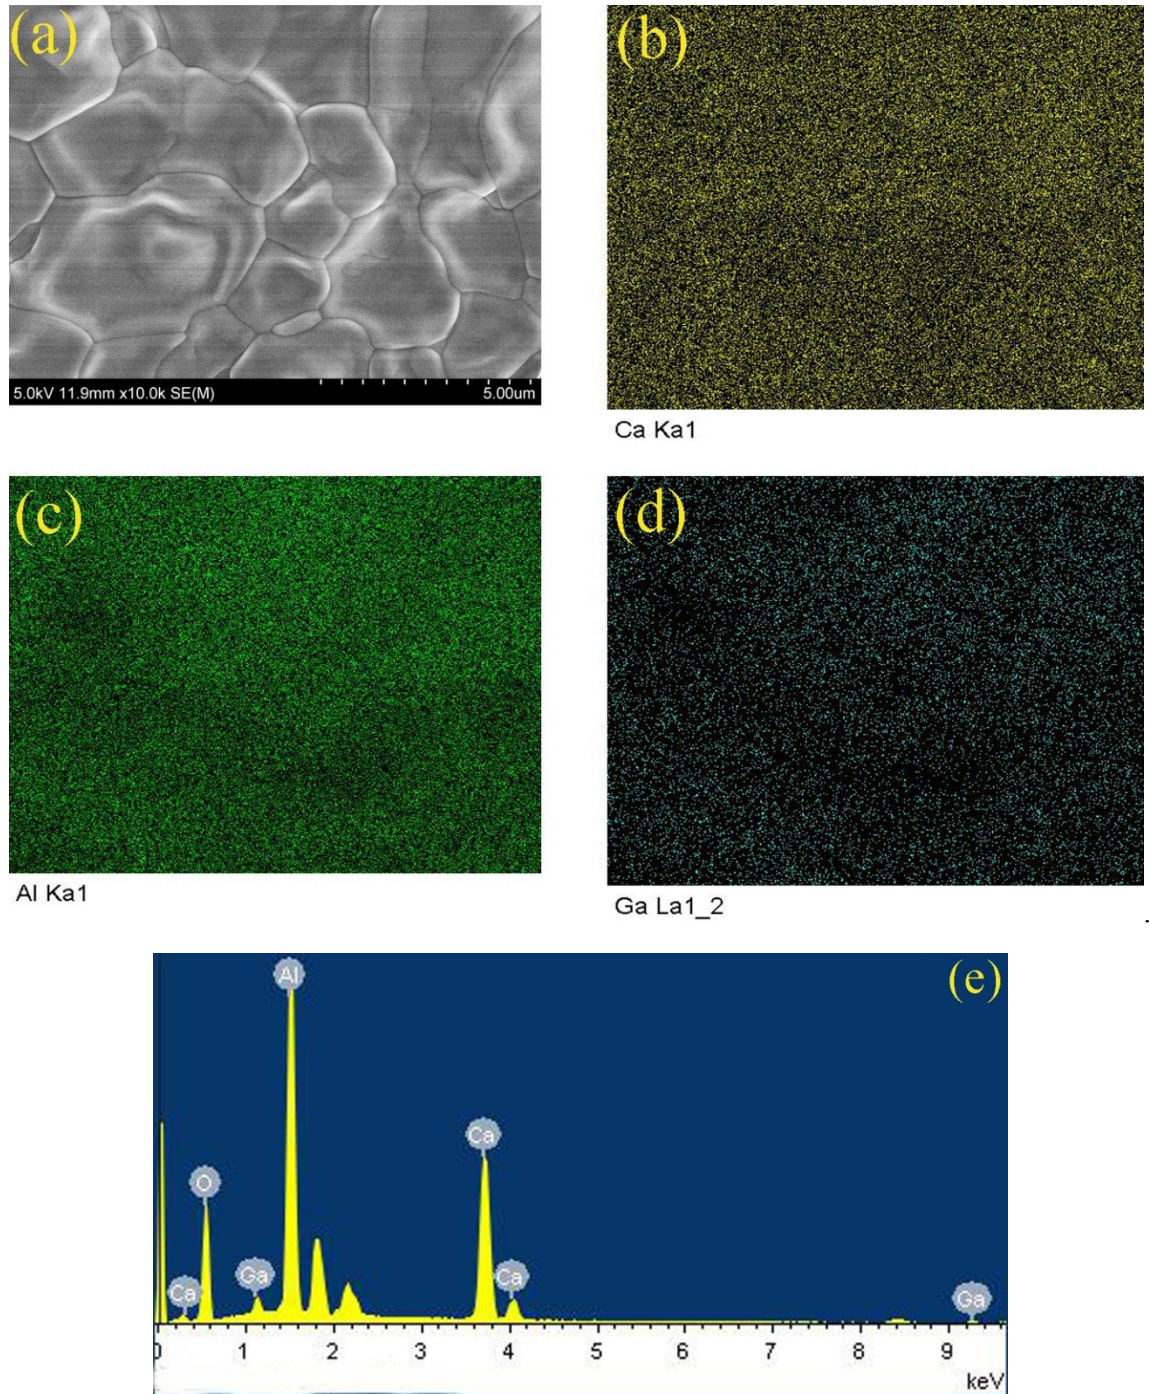 (a)
(b)
5.0kV 11.9mm x10.0k SE(M) 5.00um
Ca Ka1
(c)
(d)
Al Ka1
Ga La1_2
(e)
Al
Ca
O
Ga
Ca
Ca
Ga
0 1 2 3 4 5 6 7 8 9
keV